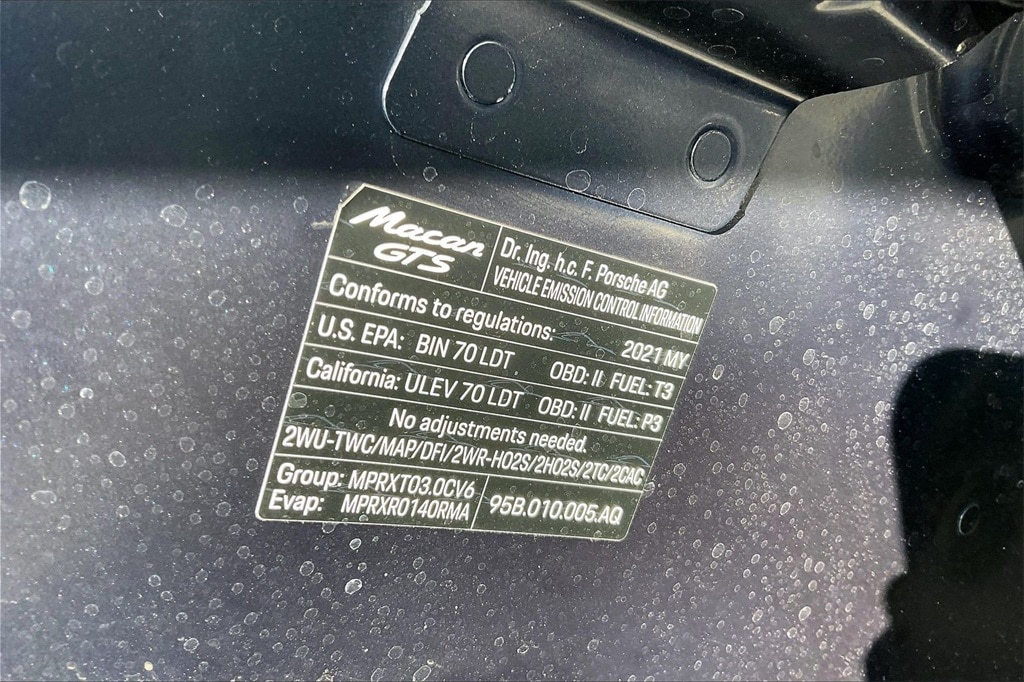 Macan
GTS
Dr. Ing. h.c. F. Porsche AG
VEHICLE EMISSION CONTROL INFORMATION
Conforms to regulations: 2021 MY
U.S. EPA: BIN 70 LDT OBD: II FUEL: T3
California: ULEV 70 LDT OBD: II FUEL: P3
No adjustments needed.
2WU-TWC/MAP/DFI/2WR-HO2S/2HO2S/2TC/2CAC
Group: MPRXT03.0CV6
Evap: MPRXR0140RMA
95B.010.005.AQ